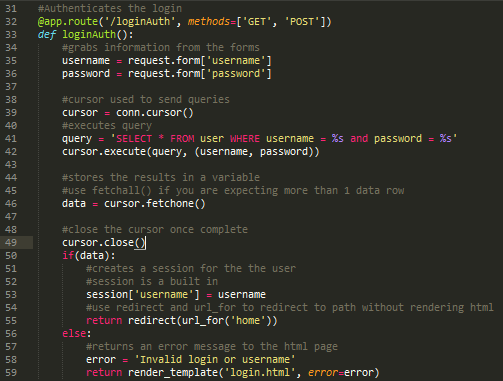 31 #Authenticates the login
32 @app.route('/loginAuth', methods=['GET', 'POST'])
33 def loginAuth():
34 #grabs information from the forms
35 username = request.form['username']
36 password = request.form['password']
37
38 #cursor used to send queries
39 cursor = conn.cursor()
40 #executes query
41 query = 'SELECT * FROM user WHERE username = %s and password = %s'
42 cursor.execute(query, (username, password))
43
44 #stores the results in a variable
45 #use fetchall() if you are expecting more than 1 data row
46 data = cursor.fetchone()
47
48 #close the cursor once complete
49 cursor.close()
50 if(data):
51 #creates a session for the the user
52 #session is a built in
53 session['username'] = username
54 #use redirect and url_for to redirect to path without rendering html
55 return redirect(url_for('home'))
56 else:
57 #returns an error message to the html page
58 error = 'Invalid login or username'
59 return render_template('login.html', error=error)